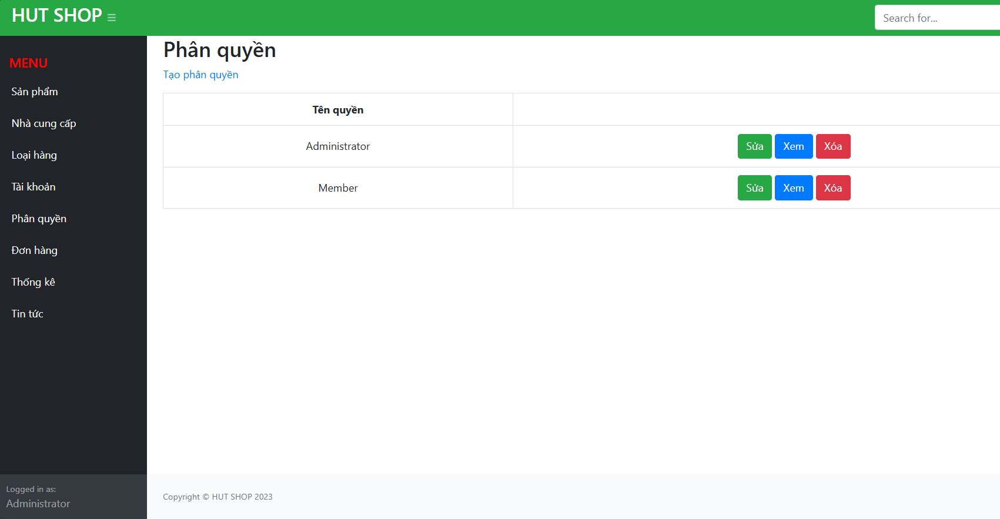 HUT SHOP
Search for...
MENU
Sản phẩm
Nhà cung cấp
Loại hàng
Tài khoản
Phân quyền
Đơn hàng
Thống kê
Tin tức
Logged in as:
Administrator
Phân quyền
Tạo phân quyền
Tên quyền
Administrator Sửa Xem Xóa
Member Sửa Xem Xóa
Copyright © HUT SHOP 2023